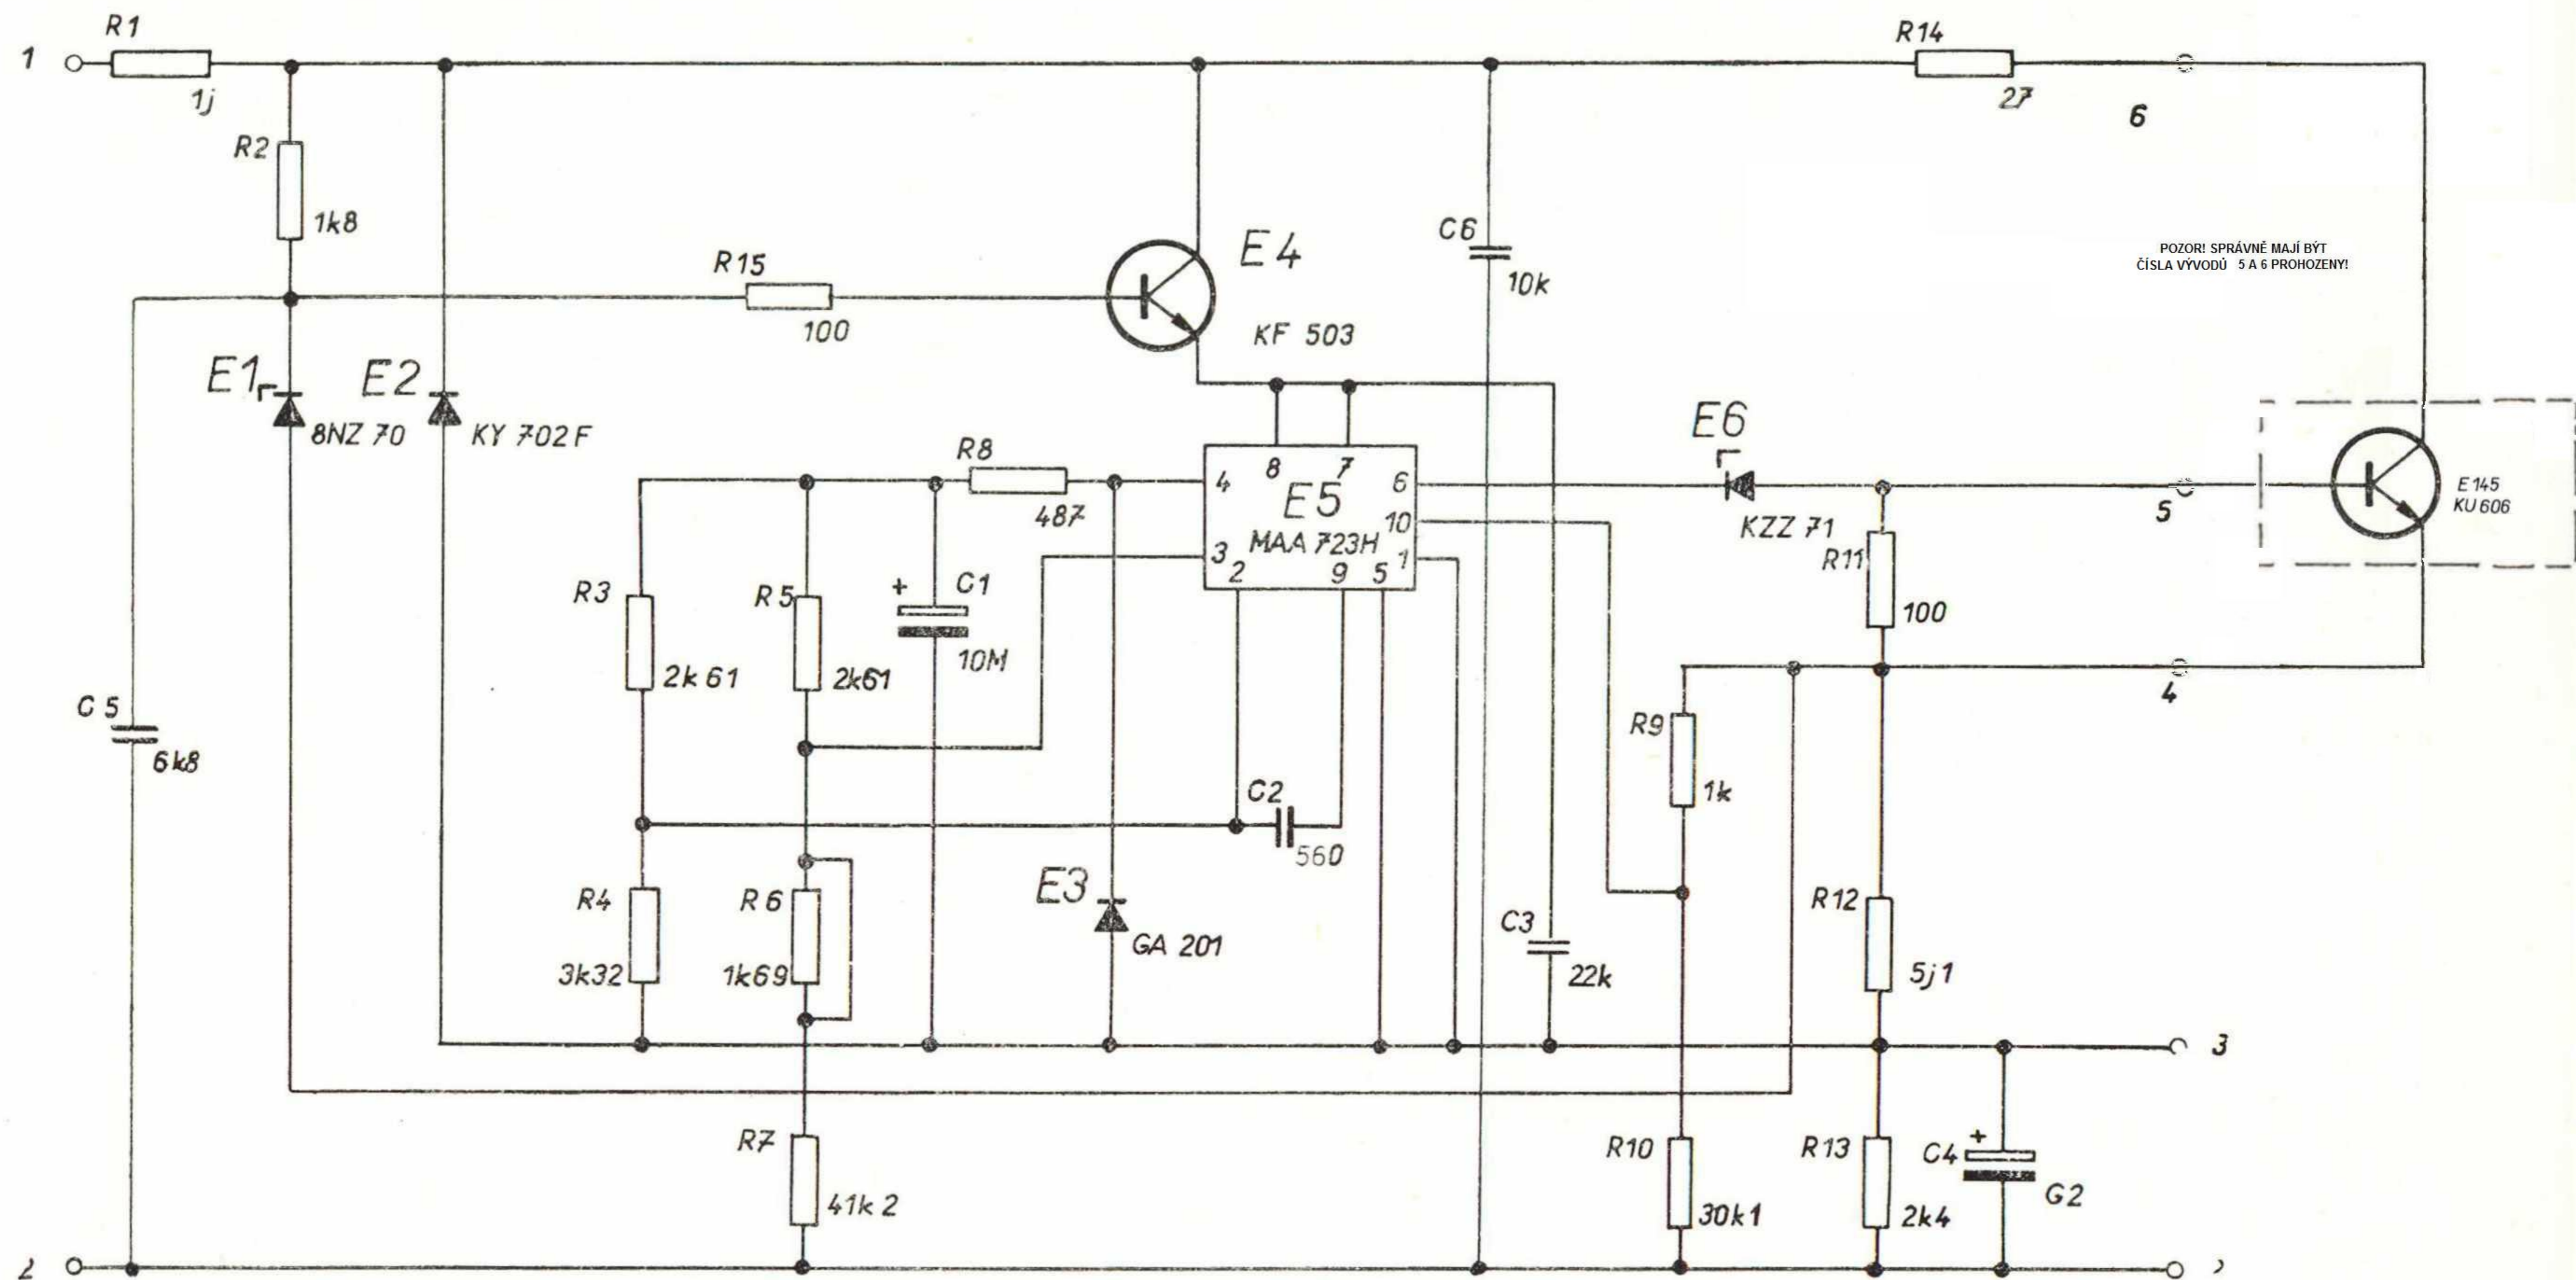 R1
R14
1
1j
27
6
R2
1k8
C6
10k
E4
POZOR! SPRÁVNĚ MAJÍ BÝT
ČÍSLA VÝVODŮ 5 A 6 PROHOZENY!
R15
100
KF 503
E1
8NZ 70
E2
KY 702F
R8
487
8 7
4 6
E5
10
MAA 723H
3 1
2 9 5
E6
KZZ 71
5
E145
KU606
R11
100
R3
2k61
R5
2k61
+ C1
10M
4
C5
6k8
R9
1k
C2
560
R4
3k32
R6
1k69
E3
GA 201
C3
22k
R12
5j1
3
R7
41k2
R10
30k1
R13
2k4
+
C4
G2
2